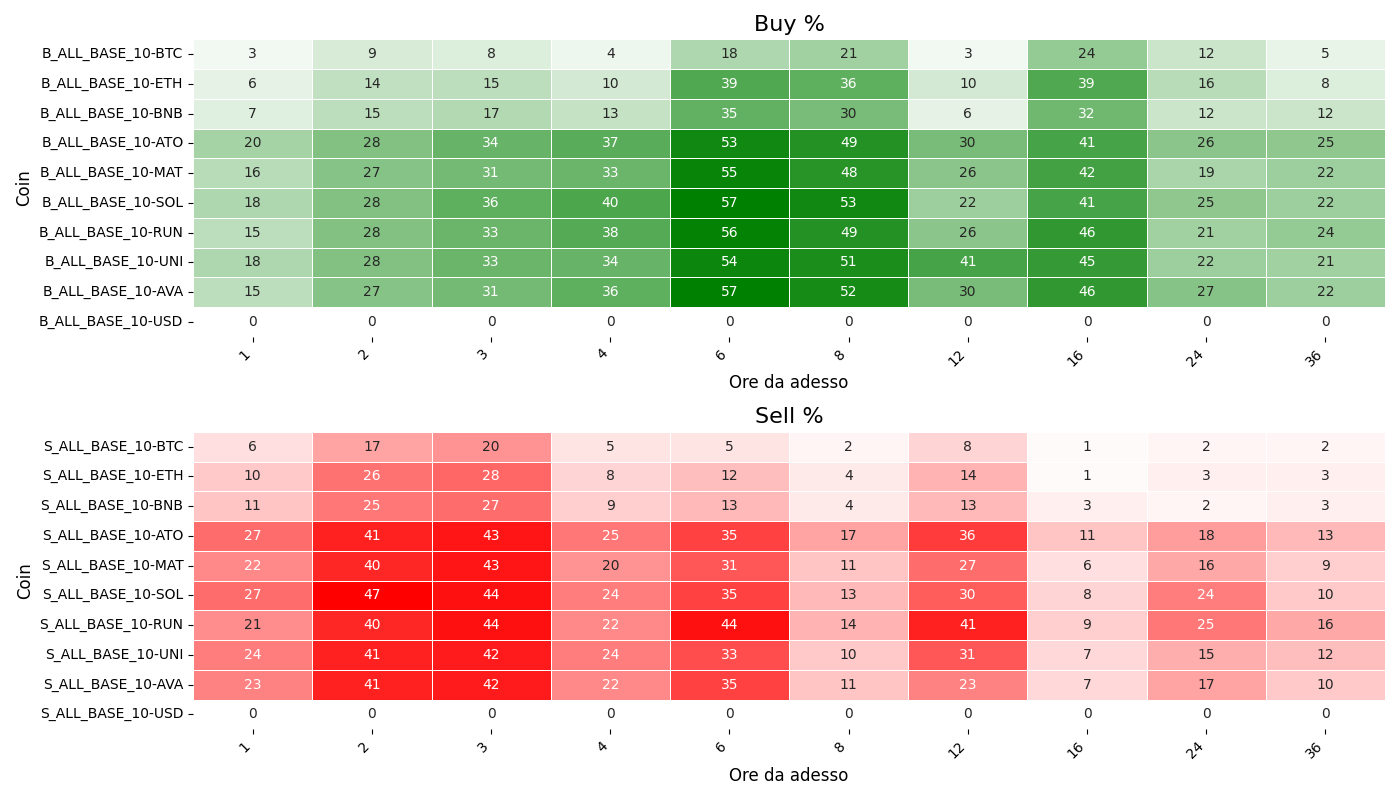 Buy %
Coin
B_ALL_BASE_10-BTC 3 9 8 4 18 21 3 24 12 5
B_ALL_BASE_10-ETH 6 14 15 10 39 36 10 39 16 8
B_ALL_BASE_10-BNB 7 15 17 13 35 30 6 32 12 12
B_ALL_BASE_10-ATO 20 28 34 37 53 49 30 41 26 25
B_ALL_BASE_10-MAT 16 27 31 33 55 48 26 42 19 22
B_ALL_BASE_10-SOL 18 28 36 40 57 53 22 41 25 22
B_ALL_BASE_10-RUN 15 28 33 38 56 49 26 46 21 24
B_ALL_BASE_10-UNI 18 28 33 34 54 51 41 45 22 21
B_ALL_BASE_10-AVA 15 27 31 36 57 52 30 46 27 22
B_ALL_BASE_10-USD 0 0 0 0 0 0 0 0 0 0
1 2 3 4 6 8 12 16 24 36
Ore da adesso
Sell %
Coin
S_ALL_BASE_10-BTC 6 17 20 5 5 2 8 1 2 2
S_ALL_BASE_10-ETH 10 26 28 8 12 4 14 1 3 3
S_ALL_BASE_10-BNB 11 25 27 9 13 4 13 3 2 3
S_ALL_BASE_10-ATO 27 41 43 25 35 17 36 11 18 13
S_ALL_BASE_10-MAT 22 40 43 20 31 11 27 6 16 9
S_ALL_BASE_10-SOL 27 47 44 24 35 13 30 8 24 10
S_ALL_BASE_10-RUN 21 40 44 22 44 14 41 9 25 16
S_ALL_BASE_10-UNI 24 41 42 24 33 10 31 7 15 12
S_ALL_BASE_10-AVA 23 41 42 22 35 11 23 7 17 10
S_ALL_BASE_10-USD 0 0 0 0 0 0 0 0 0 0
1 2 3 4 6 8 12 16 24 36
Ore da adesso